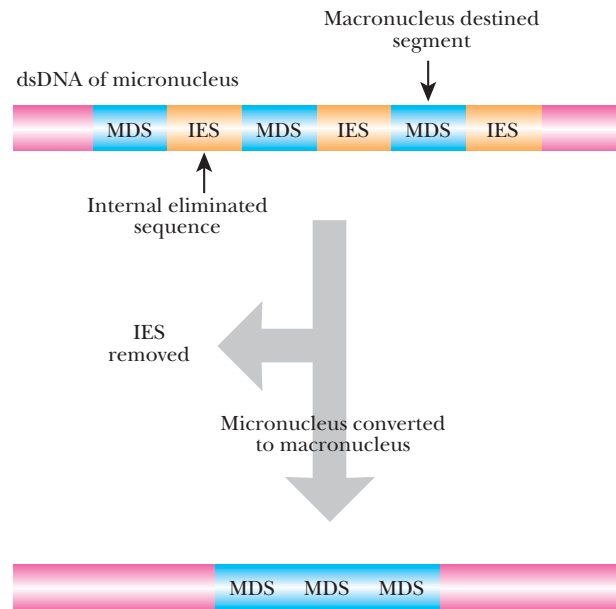 Macronucleus destined
segment
dsDNA of micronucleus
MDS IES MDS IES MDS IES
Internal eliminated
sequence
IES
removed
Micronucleus converted
to macronucleus
MDS MDS MDS